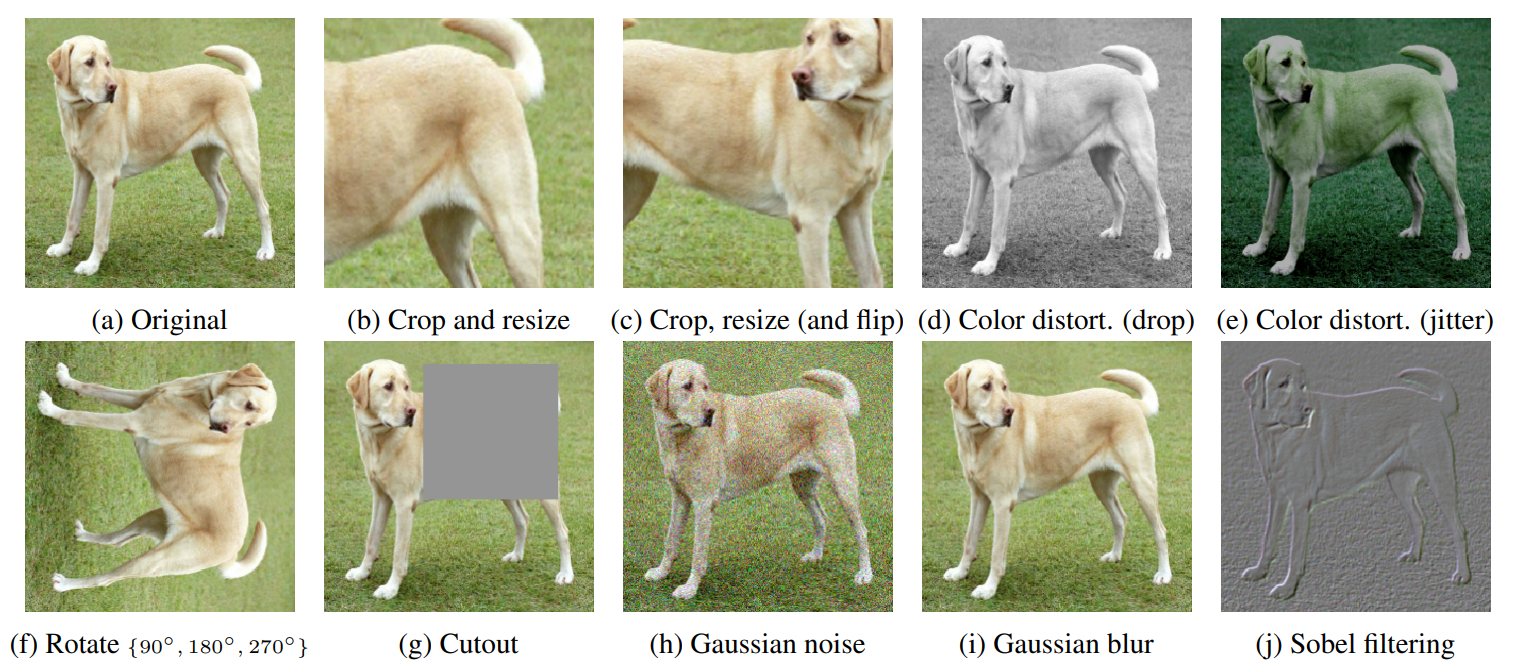 (a) Original
(b) Crop and resize
(c) Crop, resize (and flip)
(d) Color distort. (drop)
(e) Color distort. (jitter)
(f) Rotate {90°, 180°, 270°}
(g) Cutout
(h) Gaussian noise
(i) Gaussian blur
(j) Sobel filtering